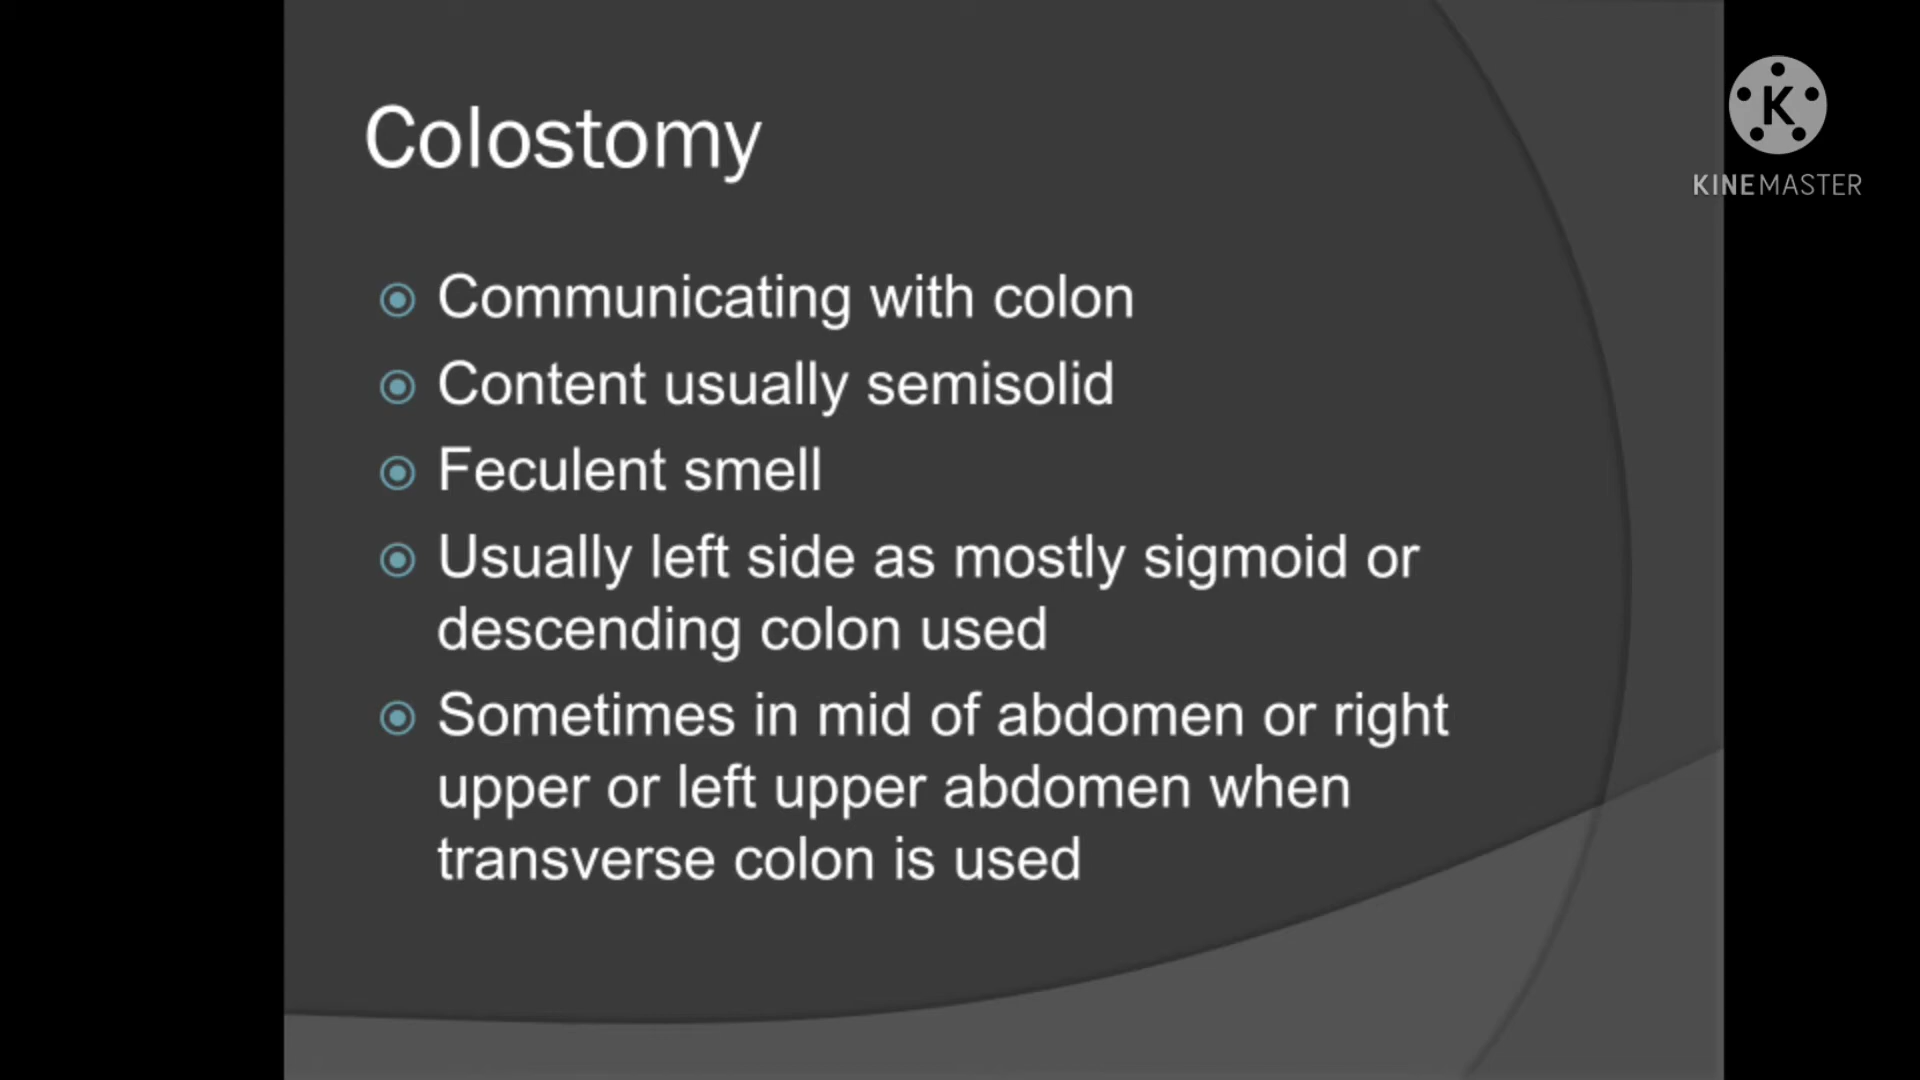 Colostomy
K
KINEMASTER
Communicating with colon
Content usually semisolid
Feculent smell
Usually left side as mostly sigmoid or
descending colon used
Sometimes in mid of abdomen or right
upper or left upper abdomen when
transverse colon is used